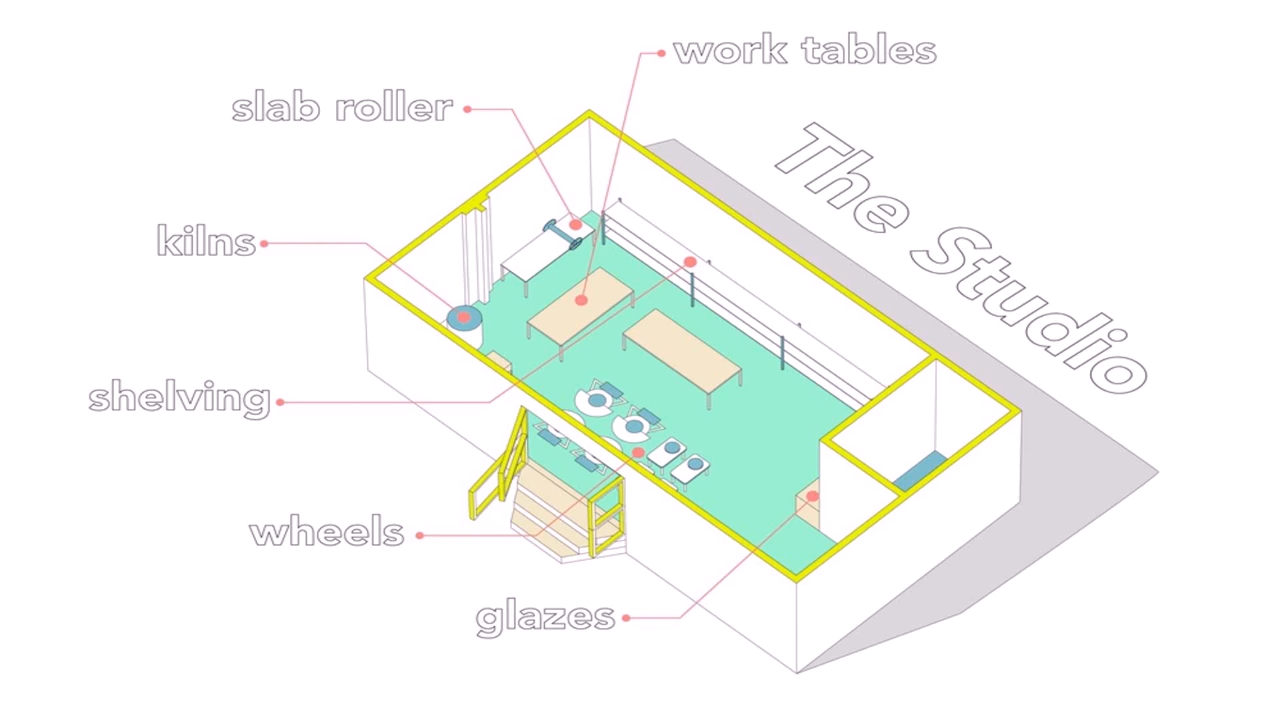 work tables
slab roller
The Studio
kilns
shelving
wheels
glazes